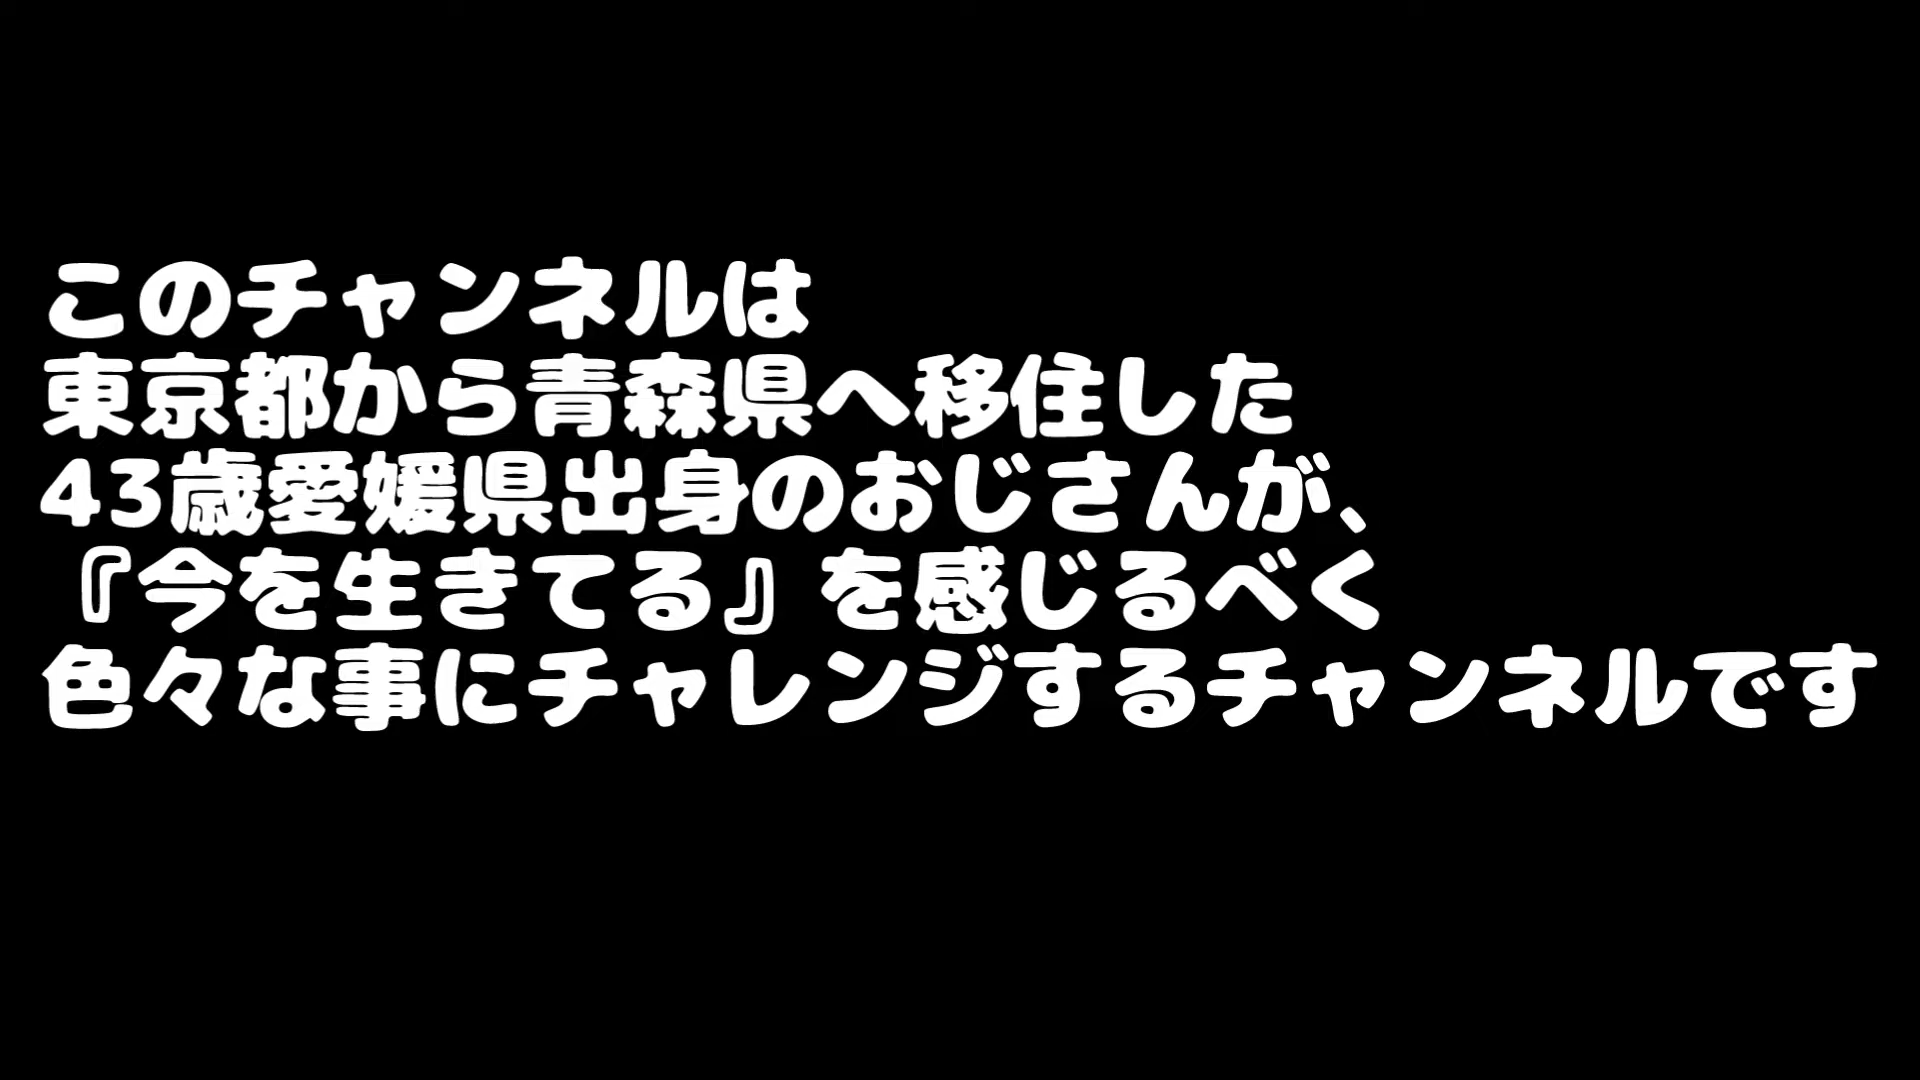 このチャンネルは
東京都から青森県へ移住した
43歳愛媛県出身のおじさんが、
『今を生きてる』を感じるべく
色々な事にチャレンジするチャンネルです